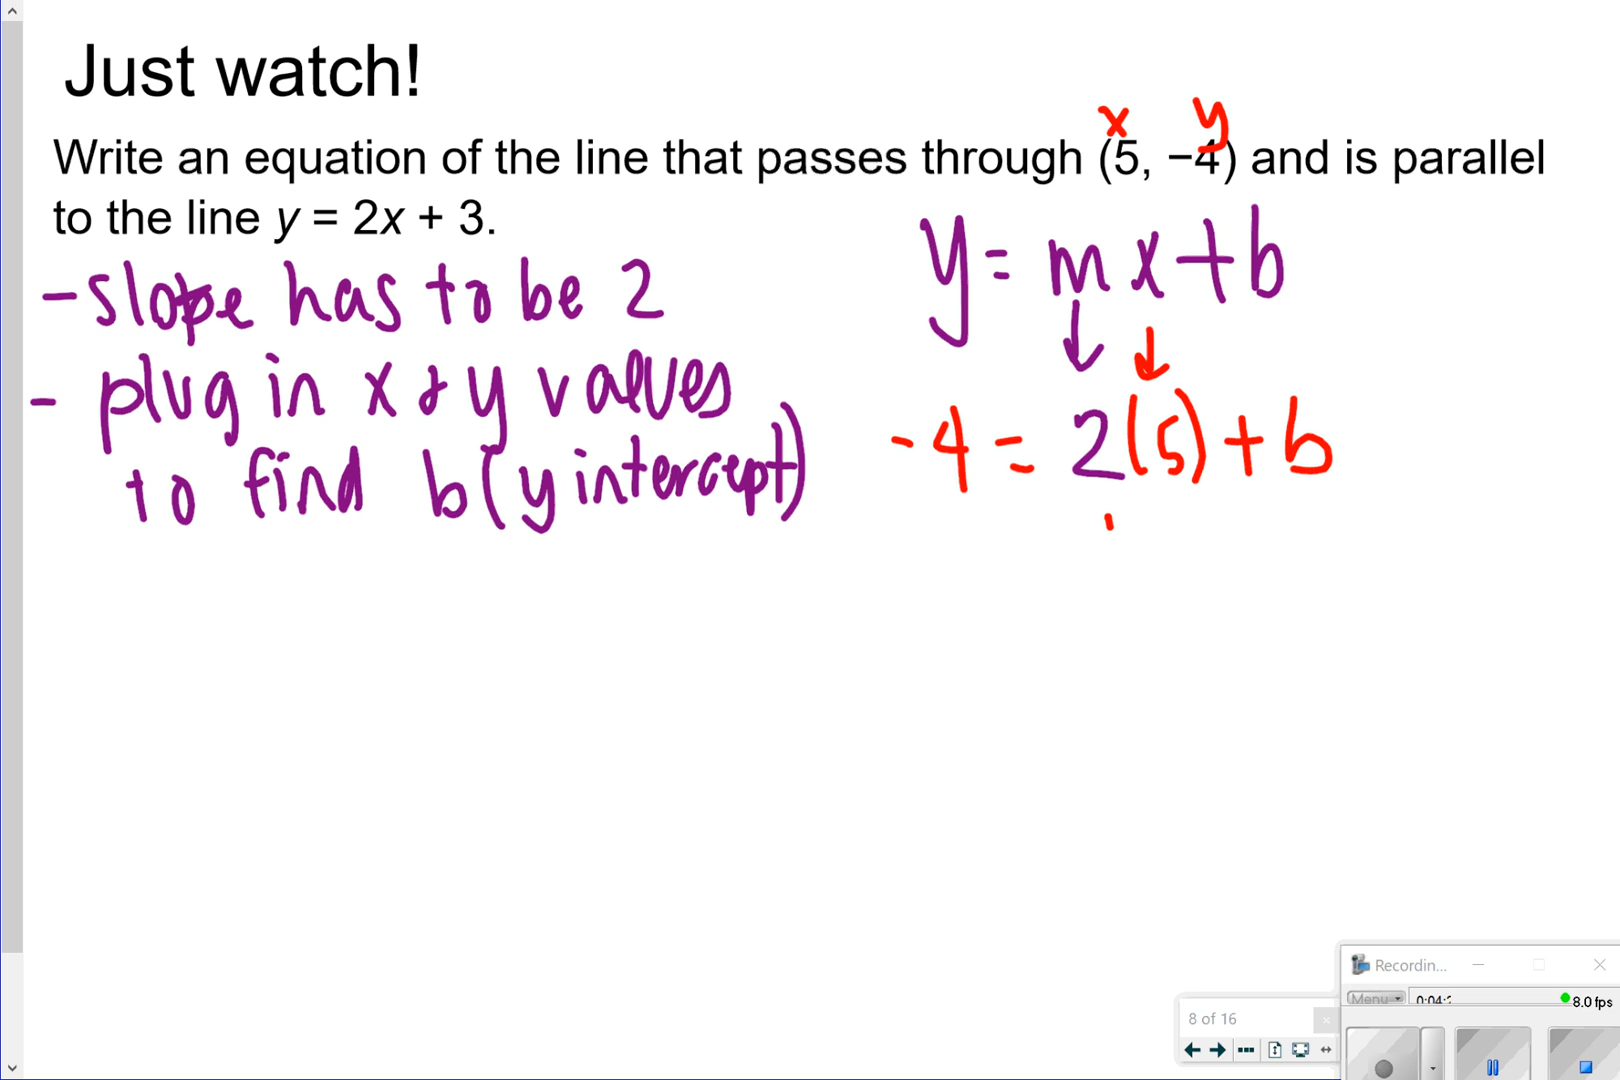 Just watch!
x y
Write an equation of the line that passes through (5, −4) and is parallel
to the line y = 2x + 3.
y = mx + b
- slope has to be 2
- plug in x & y values
to find b (y intercept)
-4 = 2(5) + b
Recordin...
Menu
8.0 fps
8 of 16